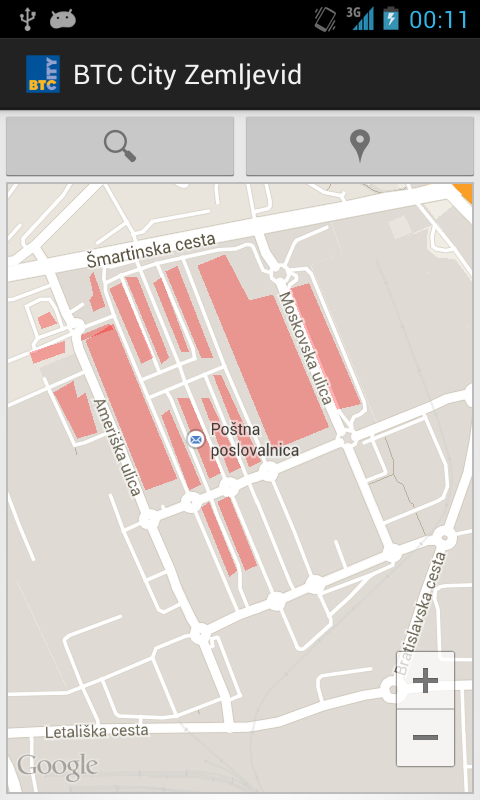 3G
00:11
BTC CITY
BTC City Zemljevid
Šmartinska cesta
Moskovska ulica
Ameriška ulica
Poštna
poslovalnica
Bratislavska cesta
Letališka cesta
Google